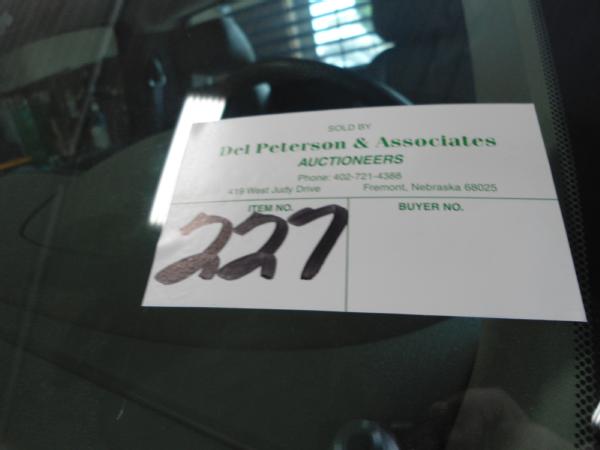 SOLD BY
Del Peterson & Associates
AUCTIONEERS
Phone: 402-721-4388
419 West Judy Drive Fremont, Nebraska 68025
ITEM NO. BUYER NO.
227